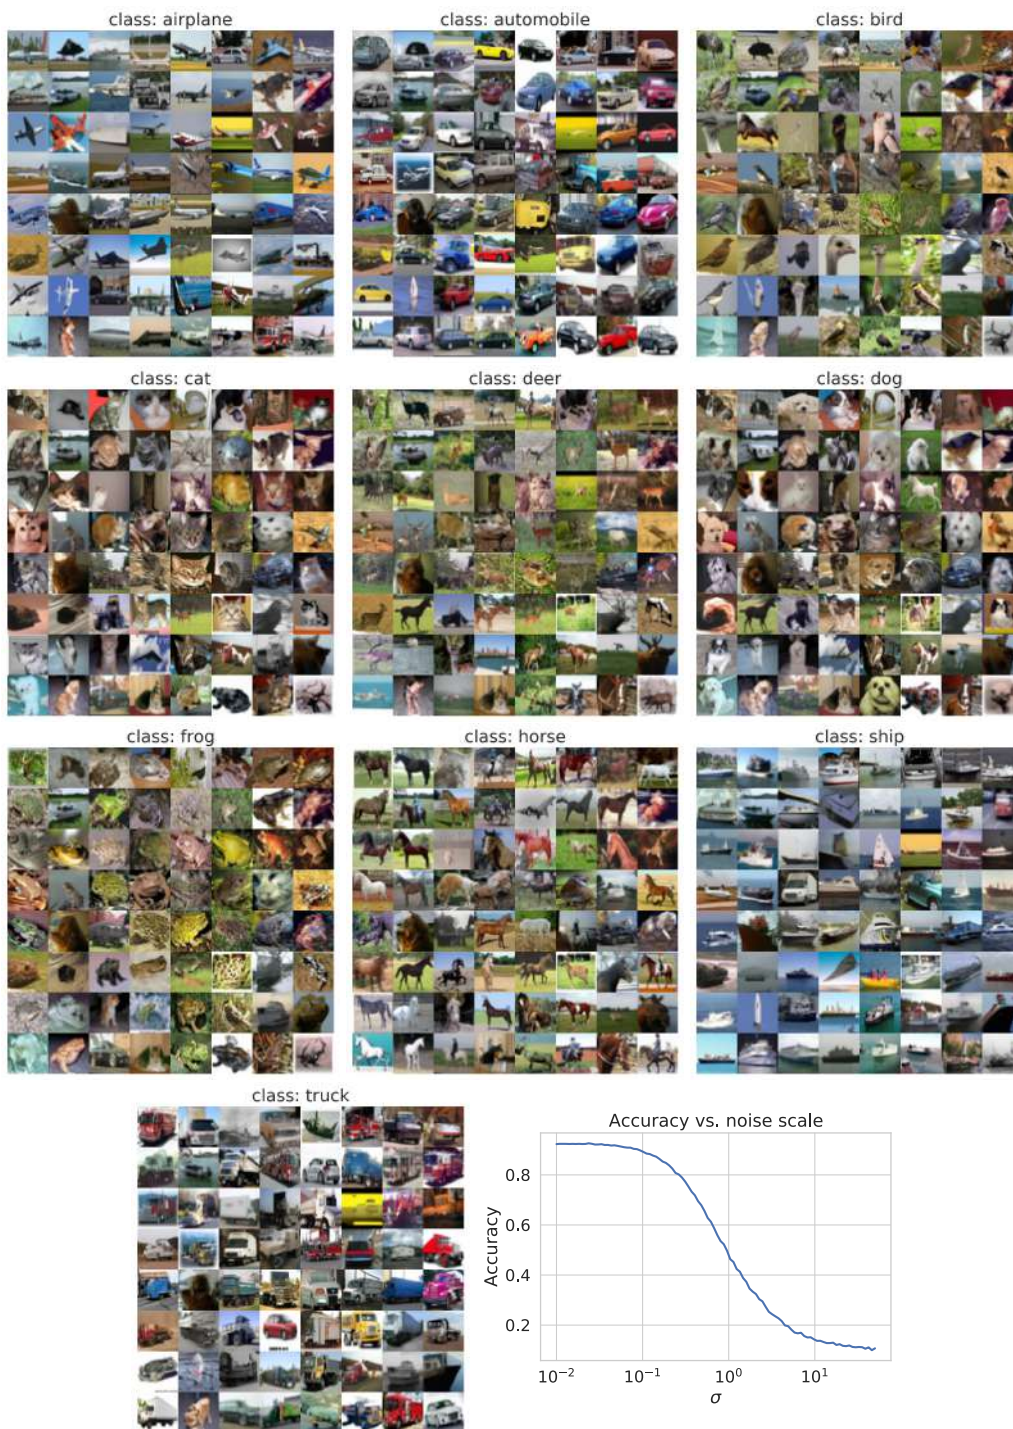 class: airplane
class: automobile
class: bird
class: cat
class: deer
class: dog
class: frog
class: horse
class: ship
class: truck
Accuracy vs. noise scale
Accuracy
0.8
0.6
0.4
0.2
10⁻²
10⁻¹
10⁰
10¹
σ